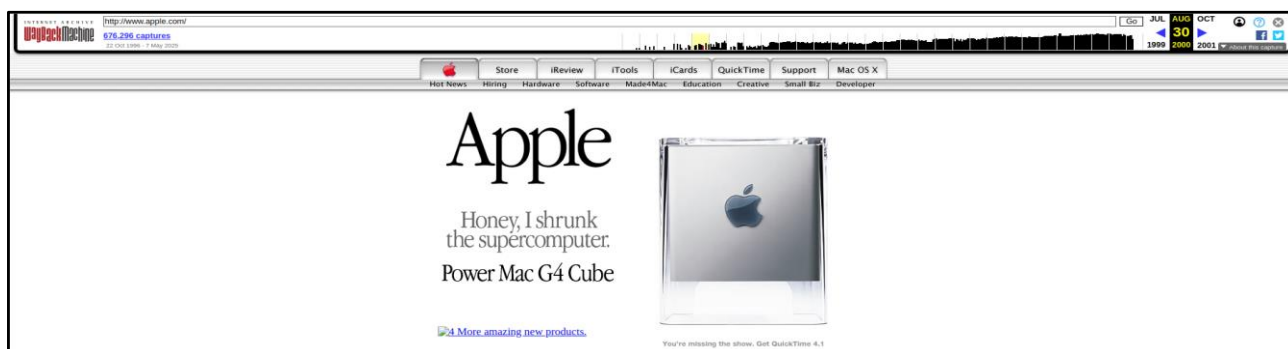 INTERNET ARCHIVE
WayBackMachine
http://www.apple.com/
Go
676,296 captures
22 Oct 1996 - 7 May 2025
JUL AUG OCT
30
1999 2000 2001
About this capture
Store iReview iTools iCards QuickTime Support Mac OS X
Hot News Hiring Hardware Software Made4Mac Education Creative Small Biz Developer
Apple
Honey, I shrunk
the supercomputer.
Power Mac G4 Cube
4 More amazing new products.
You're missing the show. Get QuickTime 4.1